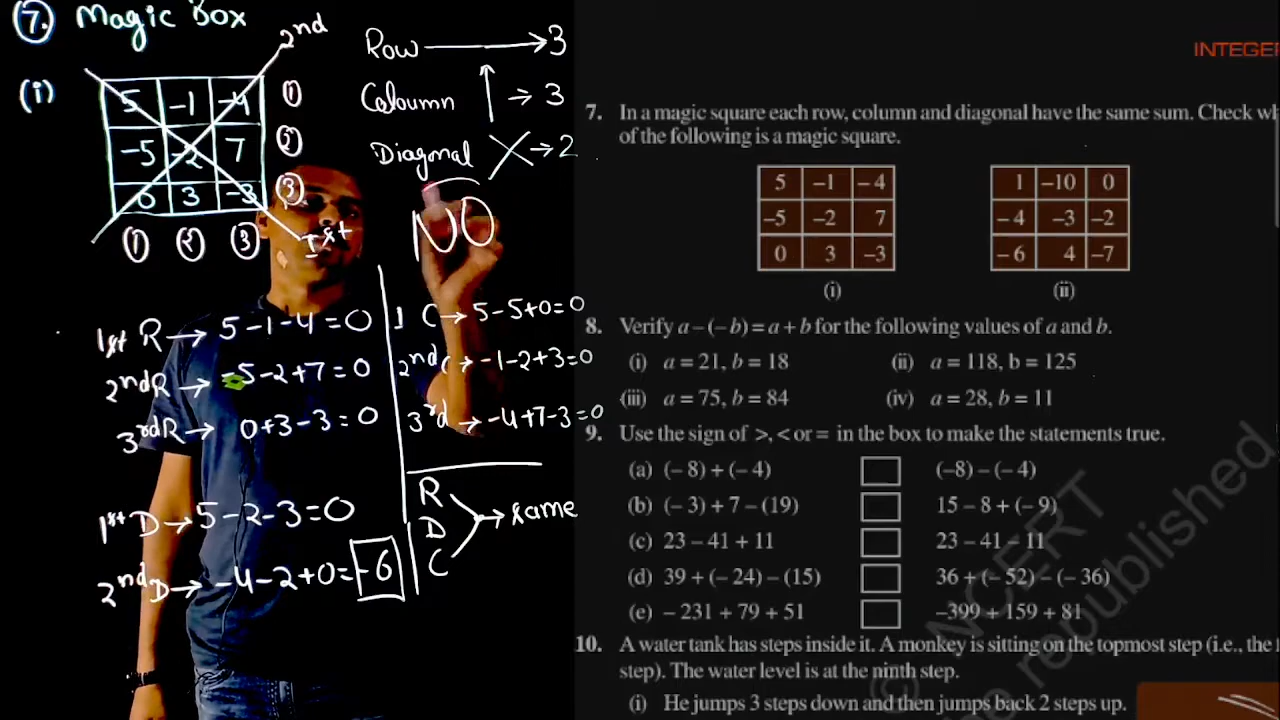 7. Magic Box
(i)
2nd
5 -1 -4 1
-5 -2 7 2
0 3 -3 3
1 2 3
1st
Row → 3
Coloumn ↑ → 3
Diagonal → 2
NO
1st R → 5-1-4=0
2nd R → -5-2+7=0
3rd R → 0+3-3=0
1st D → 5-2-3=0
2nd D → -4-2+0=-6
1 C → 5-5+0=0
2nd C → -1-2+3=0
3rd → -4+7-3=0
R
D → same
C
INTEGER
7. In a magic square each row, column and diagonal have the same sum. Check
of the following is a magic square.
5 –1 –4
–5 –2 7
0 3 –3
(i)
1 –10 0
–4 –3 –2
–6 4 –7
(ii)
8. Verify a – (– b) = a + b for the following values of a and b.
(i) a = 21, b = 18 (ii) a = 118, b = 125
(iii) a = 75, b = 84 (iv) a = 28, b = 11
9. Use the sign of >, < or = in the box to make the statements true.
(a) (– 8) + (– 4) (–8) – (– 4)
(b) (– 3) + 7 – (19) 15 – 8 + (– 9)
(c) 23 – 41 + 11 23 – 41 – 11
(d) 39 + (– 24) – (15) 36 + (– 52) – (– 36)
(e) – 231 + 79 + 51 –399 + 159 + 81
10. A water tank has steps inside it. A monkey is sitting on the topmost step (i.e., the
step). The water level is at the ninth step.
(i) He jumps 3 steps down and then jumps back 2 steps up.
© NCERT
republished